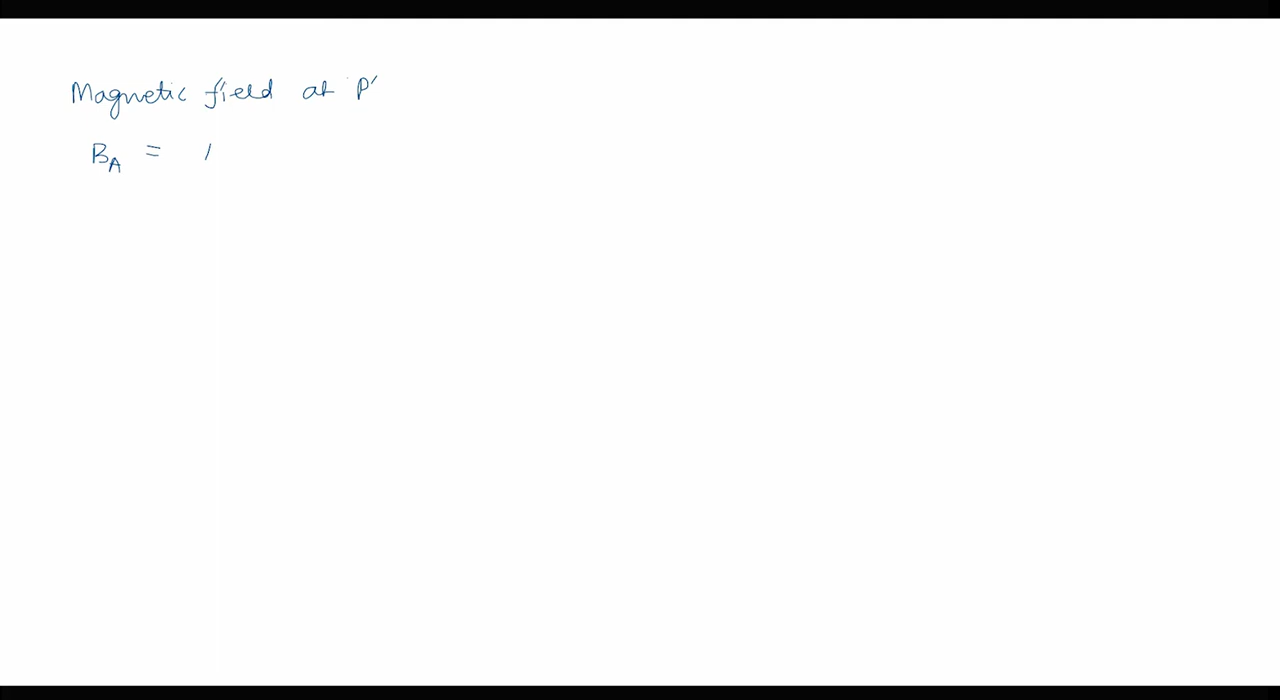 Magnetic field at P'
B_A = /